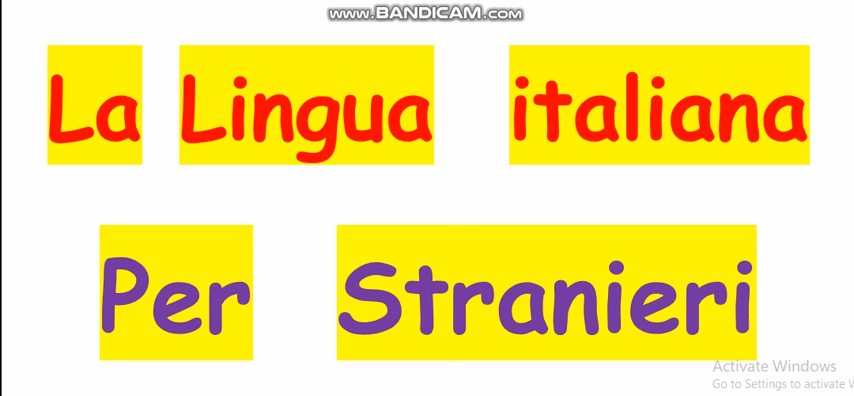 www.BANDICAM.com
La Lingua italiana
Per Stranieri
Activate Windows
Go to Settings to activate